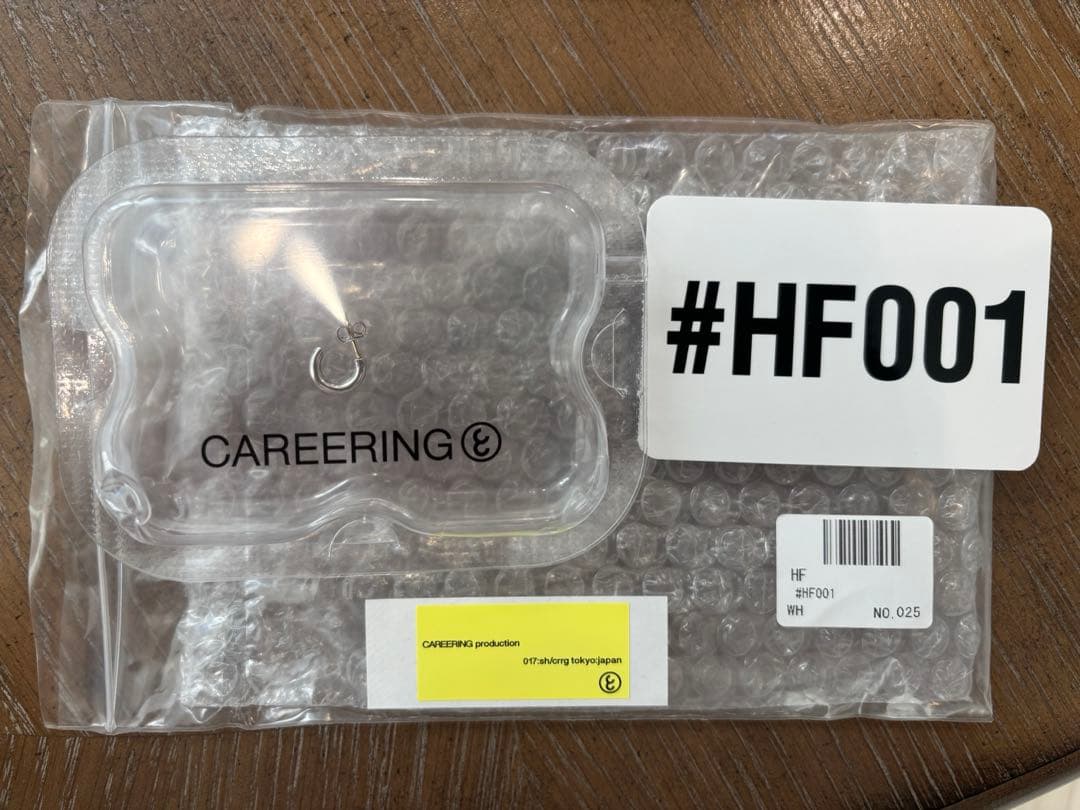 #HF001
CAREERING
HF
#HF001
WH NO.025
CAREERING production
017:sh/crrg tokyo:japan